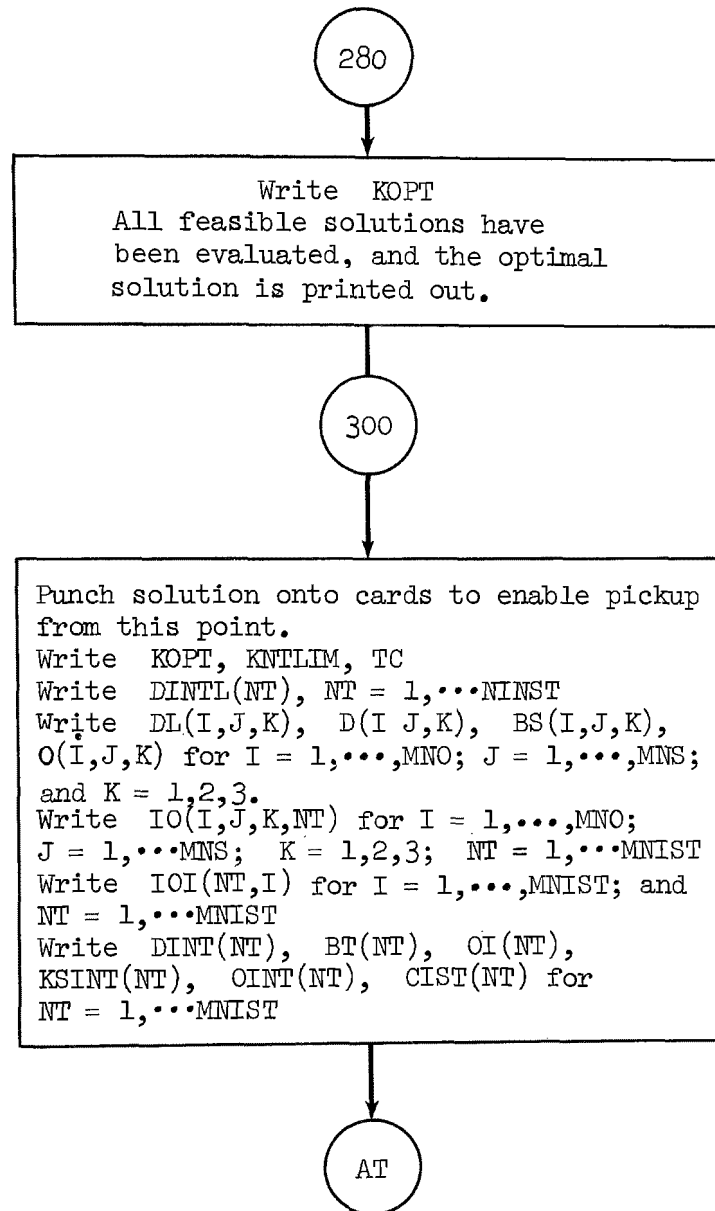 280
Write KOPT
All feasible solutions have
been evaluated, and the optimal
solution is printed out.
300
Punch solution onto cards to enable pickup
from this point.
Write KOPT, KNTLIM, TC
Write DINTL(NT), NT = 1,•••NINST
Write DL(I,J,K), D(I J,K), BS(I,J,K),
O(I,J,K) for I = 1,•••,MNO; J = 1,•••,MNS;
and K = 1,2,3.
Write IO(I,J,K,NT) for I = 1,•••,MNO;
J = 1,•••MNS; K = 1,2,3; NT = 1,•••MNIST
Write IOI(NT,I) for I = 1,•••,MNIST; and
NT = 1,•••MNIST
Write DINT(NT), BT(NT), OI(NT),
KSINT(NT), OINT(NT), CIST(NT) for
NT = 1,•••MNIST
AT